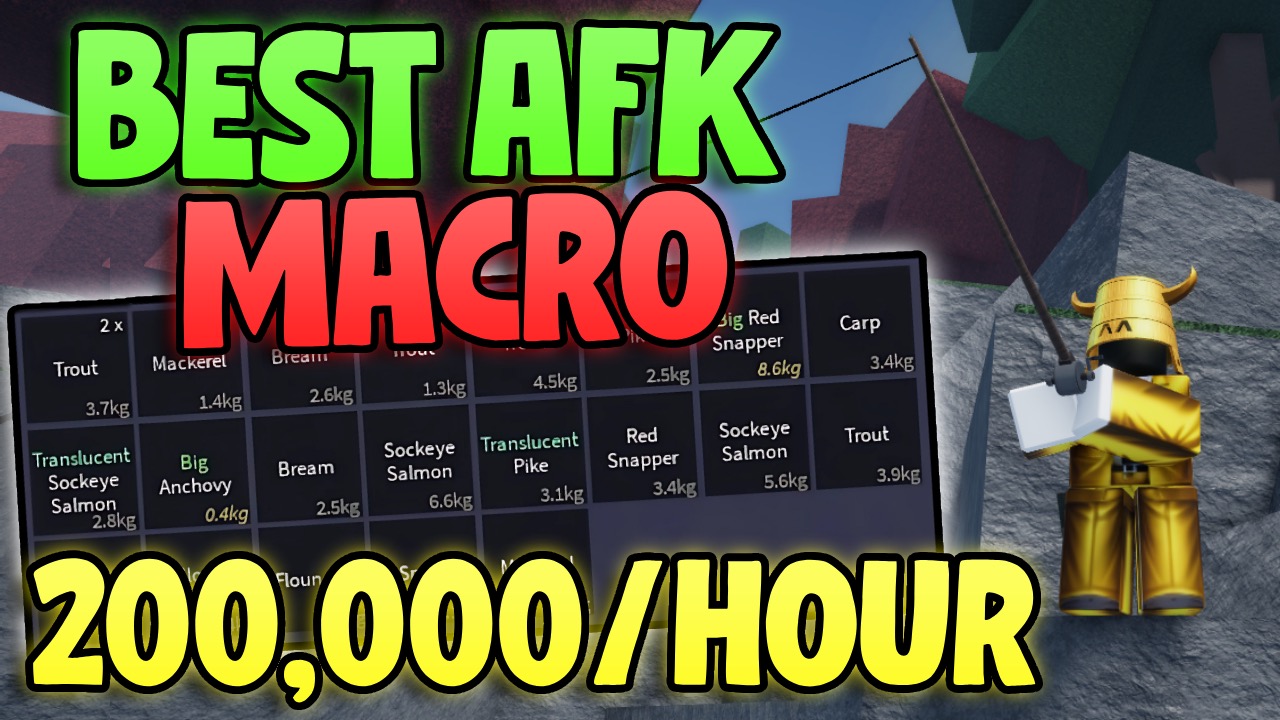 BEST AFK
MACRO
2 x
Trout
3.7kg
Mackerel
1.4kg
Bream
2.6kg
Trout
1.3kg
4.5kg
2.5kg
Big Red
Snapper
8.6kg
Carp
3.4kg
Translucent
Sockeye
Salmon
2.8kg
Big
Anchovy
0.4kg
Bream
2.5kg
Sockeye
Salmon
6.6kg
Translucent
Pike
3.1kg
Red
Snapper
3.4kg
Sockeye
Salmon
5.6kg
Trout
3.9kg
200,000/HOUR